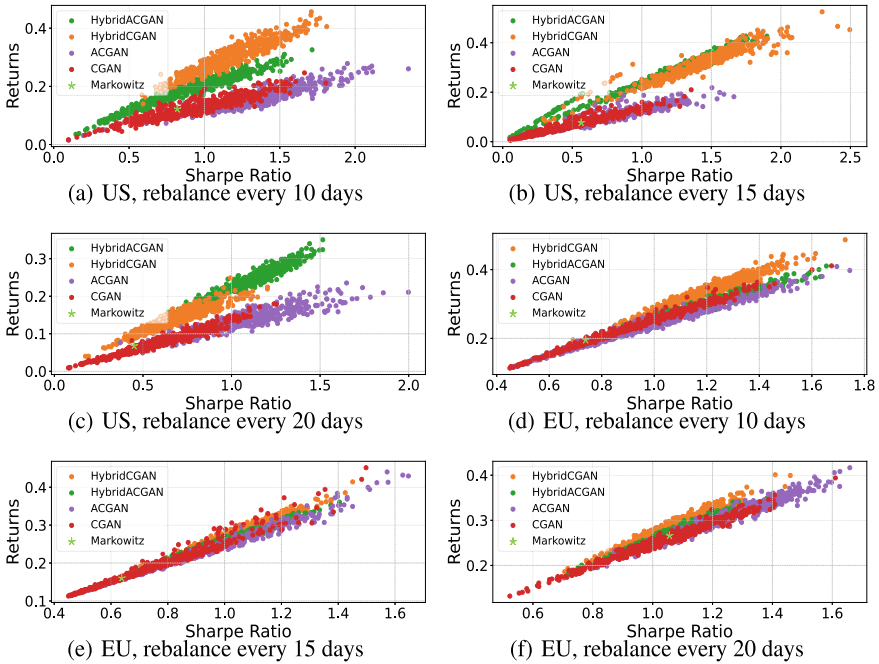 HybridACGAN
HybridCGAN
ACGAN
CGAN
Markowitz
Returns
0.4
0.2
0.0
0.0 0.5 1.0 1.5 2.0
Sharpe Ratio
(a) US, rebalance every 10 days
HybridACGAN
HybridCGAN
ACGAN
CGAN
Markowitz
Returns
0.4
0.2
0.0
0.0 0.5 1.0 1.5 2.0 2.5
Sharpe Ratio
(b) US, rebalance every 15 days
HybridACGAN
HybridCGAN
ACGAN
CGAN
Markowitz
Returns
0.3
0.2
0.1
0.0
0.0 0.5 1.0 1.5 2.0
Sharpe Ratio
(c) US, rebalance every 20 days
HybridCGAN
HybridACGAN
ACGAN
CGAN
Markowitz
Returns
0.4
0.2
0.4 0.6 0.8 1.0 1.2 1.4 1.6 1.8
Sharpe Ratio
(d) EU, rebalance every 10 days
HybridCGAN
HybridACGAN
ACGAN
CGAN
Markowitz
Returns
0.4
0.3
0.2
0.1
0.4 0.6 0.8 1.0 1.2 1.4 1.6
Sharpe Ratio
(e) EU, rebalance every 15 days
HybridCGAN
HybridACGAN
ACGAN
CGAN
Markowitz
Returns
0.4
0.3
0.2
0.6 0.8 1.0 1.2 1.4 1.6
Sharpe Ratio
(f) EU, rebalance every 20 days